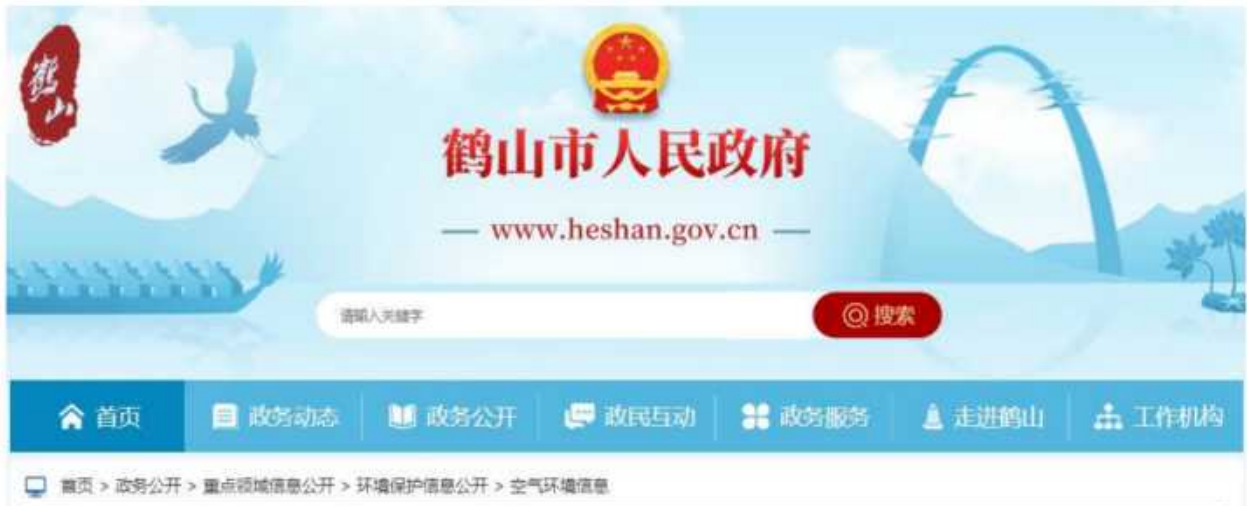 鹤山
鹤山市人民政府
www.heshan.gov.cn
请输入关键字
搜索
首页 政务动态 政务公开 政民互动 政务服务 走进鹤山 工作机构
首页 > 政务公开 > 重点领域信息公开 > 环境保护信息公开 > 空气环境信息